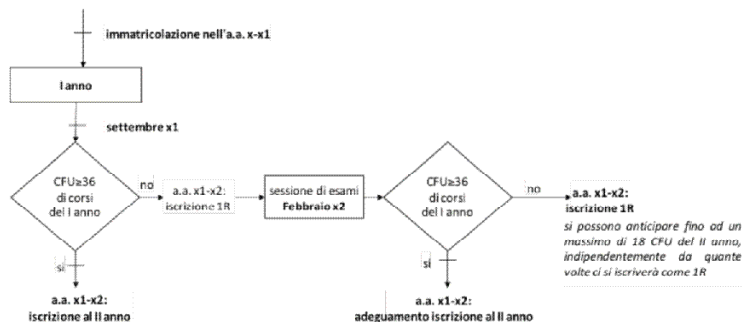 immatricolazione nell'a.a. x-x1
I anno
settembre x1
CFU≥36
di corsi
del I anno
no
a.a. x1-x2:
iscrizione 1R
sessione di esami
Febbraio x2
CFU≥36
di corsi
del I anno
no
a.a. x1-x2:
iscrizione 1R
si possono anticipare fino ad un
massimo di 18 CFU del II anno,
indipendentemente da quante
volte ci si iscriverà come 1R
si
a.a. x1-x2:
iscrizione al II anno
si
a.a. x1-x2:
adeguamento iscrizione al II anno